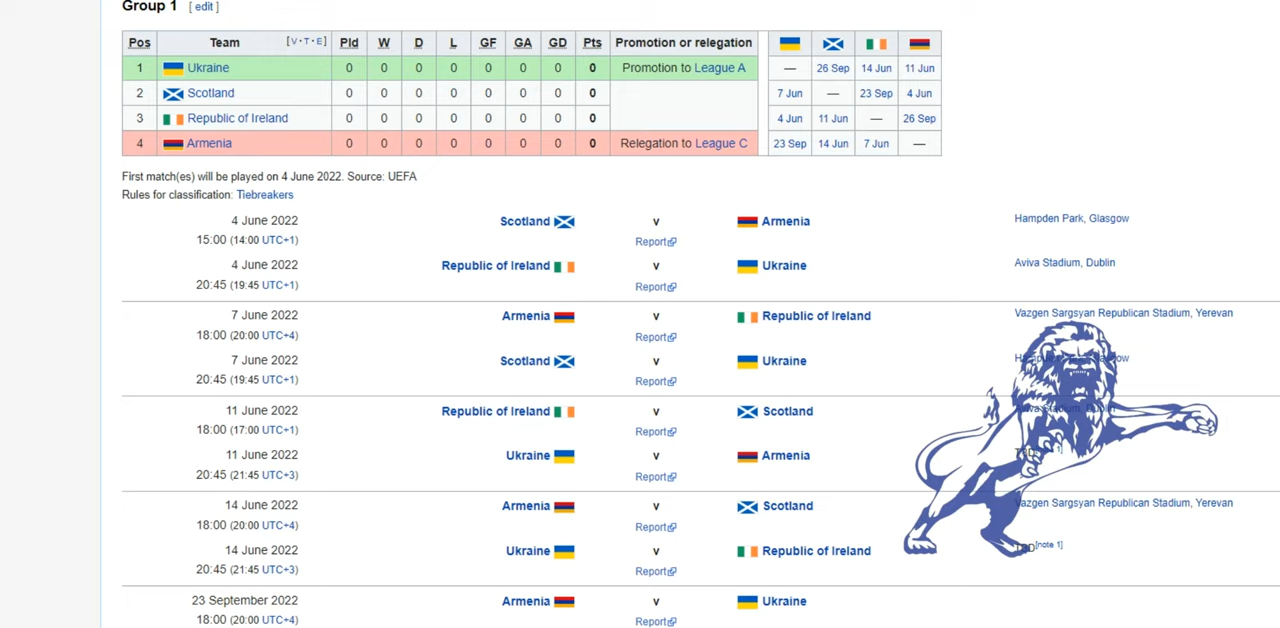 Group 1 [ edit ]
Pos Team [V·T·E] Pld W D L GF GA GD Pts Promotion or relegation
1 Ukraine 0 0 0 0 0 0 0 0 Promotion to League A — 26 Sep 14 Jun 11 Jun
2 Scotland 0 0 0 0 0 0 0 0 7 Jun — 23 Sep 4 Jun
3 Republic of Ireland 0 0 0 0 0 0 0 0 4 Jun 11 Jun — 26 Sep
4 Armenia 0 0 0 0 0 0 0 0 Relegation to League C 23 Sep 14 Jun 7 Jun —
First match(es) will be played on 4 June 2022. Source: UEFA
Rules for classification: Tiebreakers
4 June 2022 Scotland v Armenia Hampden Park, Glasgow
15:00 (14:00 UTC+1) Report
4 June 2022 Republic of Ireland v Ukraine Aviva Stadium, Dublin
20:45 (19:45 UTC+1) Report
7 June 2022 Armenia v Republic of Ireland Vazgen Sargsyan Republican Stadium, Yerevan
18:00 (20:00 UTC+4) Report
7 June 2022 Scotland v Ukraine
20:45 (19:45 UTC+1) Report
11 June 2022 Republic of Ireland v Scotland Aviva Stadium, Dublin
18:00 (17:00 UTC+1) Report
11 June 2022 Ukraine v Armenia
20:45 (21:45 UTC+3) Report
14 June 2022 Armenia v Scotland Vazgen Sargsyan Republican Stadium, Yerevan
18:00 (20:00 UTC+4) Report
14 June 2022 Ukraine v Republic of Ireland TBD[note 1]
20:45 (21:45 UTC+3) Report
23 September 2022 Armenia v Ukraine
18:00 (20:00 UTC+4) Report